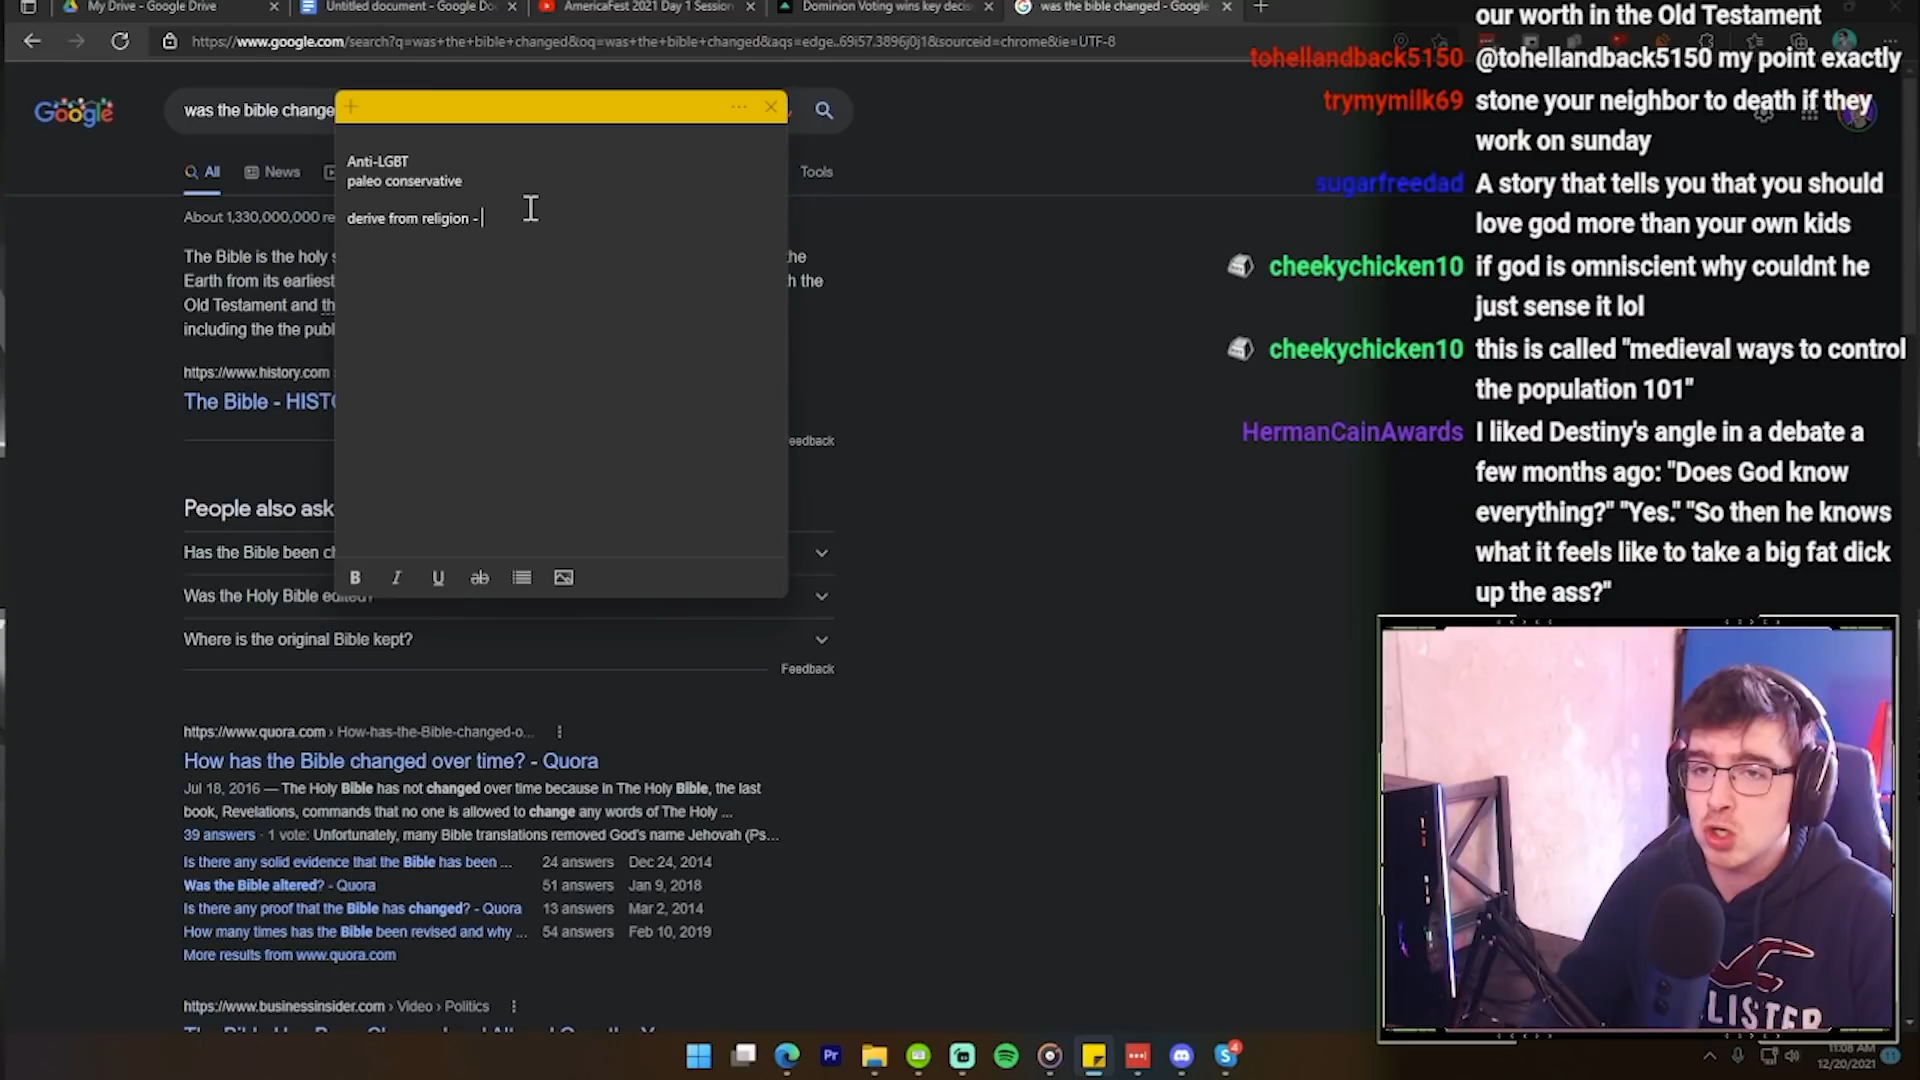 My Drive - Google Drive
Untitled document - Google Do
AmericaFest 2021 Day 1 Session
Dominion Voting wins key decis
was the bible changed - Google
https://www.google.com/search?q=was+the+bible+changed&oq=was+the+bible+changed&aqs=edge..69i57.3896j0j1&sourceid=chrome&ie=UTF-8
Google
was the bible change
All
News
Tools
About 1,330,000,000 re
The Bible is the holy s
he
Earth from its earliest
h the
Old Testament and th
including the the publ
https://www.history.com
The Bible - HISTO
eedback
People also ask
Has the Bible been ch
Was the Holy Bible edited?
Where is the original Bible kept?
Feedback
https://www.quora.com › How-has-the-Bible-changed-o...
How has the Bible changed over time? - Quora
Jul 18, 2016 — The Holy Bible has not changed over time because in The Holy Bible, the last
book, Revelations, commands that no one is allowed to change any words of The Holy ...
39 answers · 1 vote: Unfortunately, many Bible translations removed God's name Jehovah (Ps...
Is there any solid evidence that the Bible has been ... 24 answers Dec 24, 2014
Was the Bible altered? - Quora 51 answers Jan 9, 2018
Is there any proof that the Bible has changed? - Quora 13 answers Mar 2, 2014
How many times has the Bible been revised and why ... 54 answers Feb 10, 2019
More results from www.quora.com
https://www.businessinsider.com › Video › Politics
Anti-LGBT
paleo conservative
derive from religion -
B I U ab
our worth in the Old Testament
tohellandback5150 @tohellandback5150 my point exactly
trymymilk69 stone your neighbor to death if they
work on sunday
sugarfreedad A story that tells you that you should
love god more than your own kids
cheekychicken10 if god is omniscient why couldnt he
just sense it lol
cheekychicken10 this is called "medieval ways to control
the population 101"
HermanCainAwards I liked Destiny's angle in a debate a
few months ago: "Does God know
everything?" "Yes." "So then he knows
what it feels like to take a big fat dick
up the ass?"
LISTER
Pr
4
11:08 AM
12/20/2021